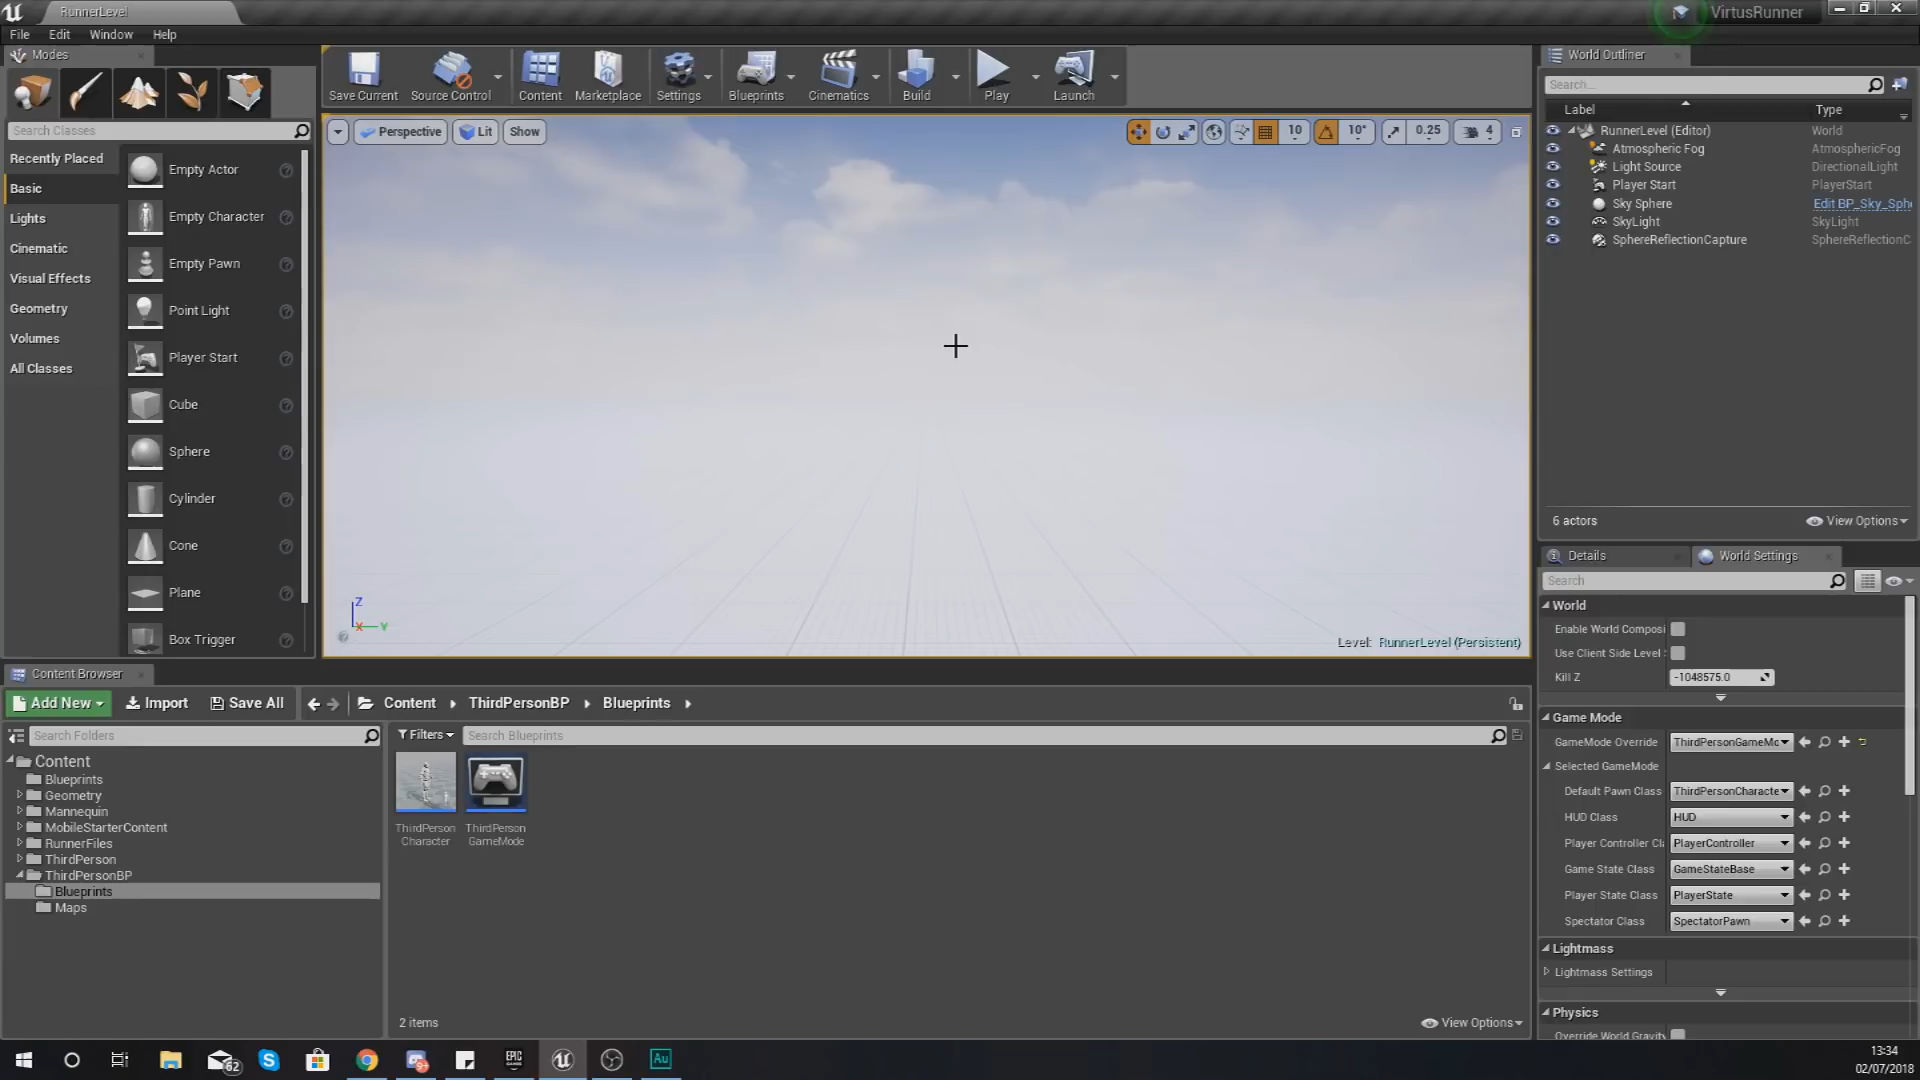 RunnerLevel
VirtusRunner
File Edit Window Help
Modes
Search Classes
Recently Placed
Basic
Lights
Cinematic
Visual Effects
Geometry
Volumes
All Classes
Empty Actor
Empty Character
Empty Pawn
Point Light
Player Start
Cube
Sphere
Cylinder
Cone
Plane
Box Trigger
Save Current Source Control Content Marketplace Settings Blueprints Cinematics Build Play Launch
Perspective Lit Show
10 10° 0.25 4
Z
X Y
Level: RunnerLevel (Persistent)
World Outliner
Search...
Label Type
RunnerLevel (Editor) World
Atmospheric Fog AtmosphericFog
Light Source DirectionalLight
Player Start PlayerStart
Sky Sphere Edit BP_Sky_Sph
SkyLight SkyLight
SphereReflectionCapture SphereReflectionC
6 actors View Options
Details World Settings
Search
World
Enable World Composi
Use Client Side Level
Kill Z -1048575.0
Game Mode
GameMode Override ThirdPersonGameMo
Selected GameMode
Default Pawn Class ThirdPersonCharacte
HUD Class HUD
Player Controller Cl PlayerController
Game State Class GameStateBase
Player State Class PlayerState
Spectator Class SpectatorPawn
Lightmass
Lightmass Settings
Physics
Override World Gravit
Content Browser
Add New Import Save All Content ThirdPersonBP Blueprints
Search Folders
Content
Blueprints
Geometry
Mannequin
MobileStarterContent
RunnerFiles
ThirdPerson
ThirdPersonBP
Blueprints
Maps
Filters Search Blueprints
ThirdPerson
Character
ThirdPerson
GameMode
2 items View Options
62
EPIC
GAMES
Au
13:34
02/07/2018